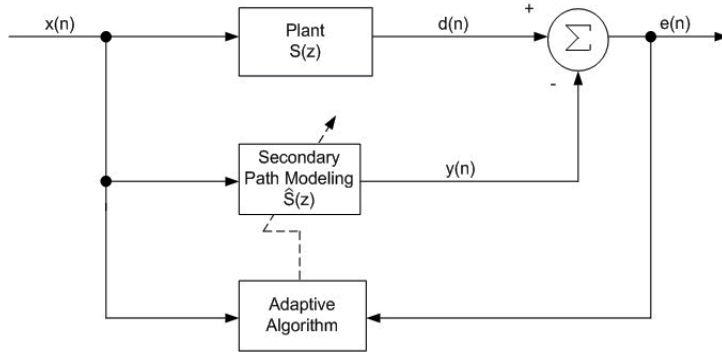 x(n)
Plant
S(z)
d(n)
+
Σ
e(n)
-
Secondary
Path Modeling
Ŝ(z)
y(n)
Adaptive
Algorithm